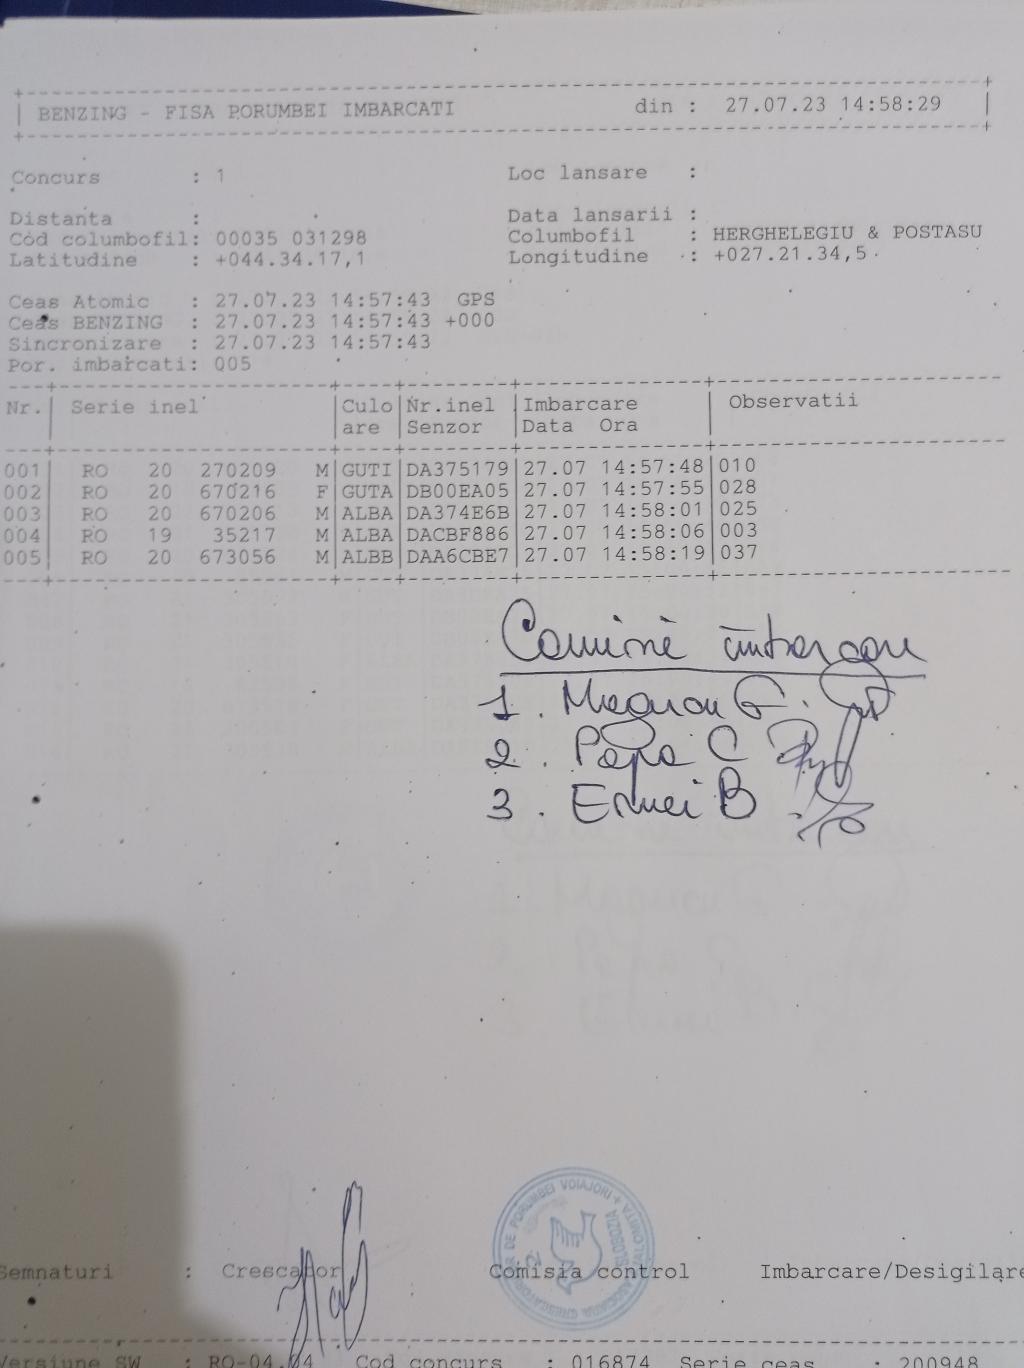 BENZING - FISA PORUMBEI IMBARCATI din : 27.07.23 14:58:29
Concurs : 1 Loc lansare :
Distanta : Data lansarii :
Cod columbofil: 00035 031298 Columbofil : HERGHELEGIU & POSTASU
Latitudine : +044.34.17,1 Longitudine : +027.21.34,5
Ceas Atomic : 27.07.23 14:57:43 GPS
Ceas BENZING : 27.07.23 14:57:43 +000
Sincronizare : 27.07.23 14:57:43
Por. imbarcati: 005
Nr. Serie inel Culo Nr.inel Imbarcare Observatii
are Senzor Data Ora
001 RO 20 270209 M GUTI DA375179 27.07 14:57:48 010
002 RO 20 670216 F GUTA DB00EA05 27.07 14:57:55 028
003 RO 20 670206 M ALBA DA374E6B 27.07 14:58:01 025
004 RO 19 35217 M ALBA DACBF886 27.07 14:58:06 003
005 RO 20 673056 M ALBB DAA6CBE7 27.07 14:58:19 037
1. G.
2. Popa C
3. B
PORUMBEI VOIAJORI
SLOBOZIA
Semnaturi : Crescator Comisia control Imbarcare/Desigilare
Versiune SW : RO-04.04 Cod concurs : 016874 Serie ceas : 200948